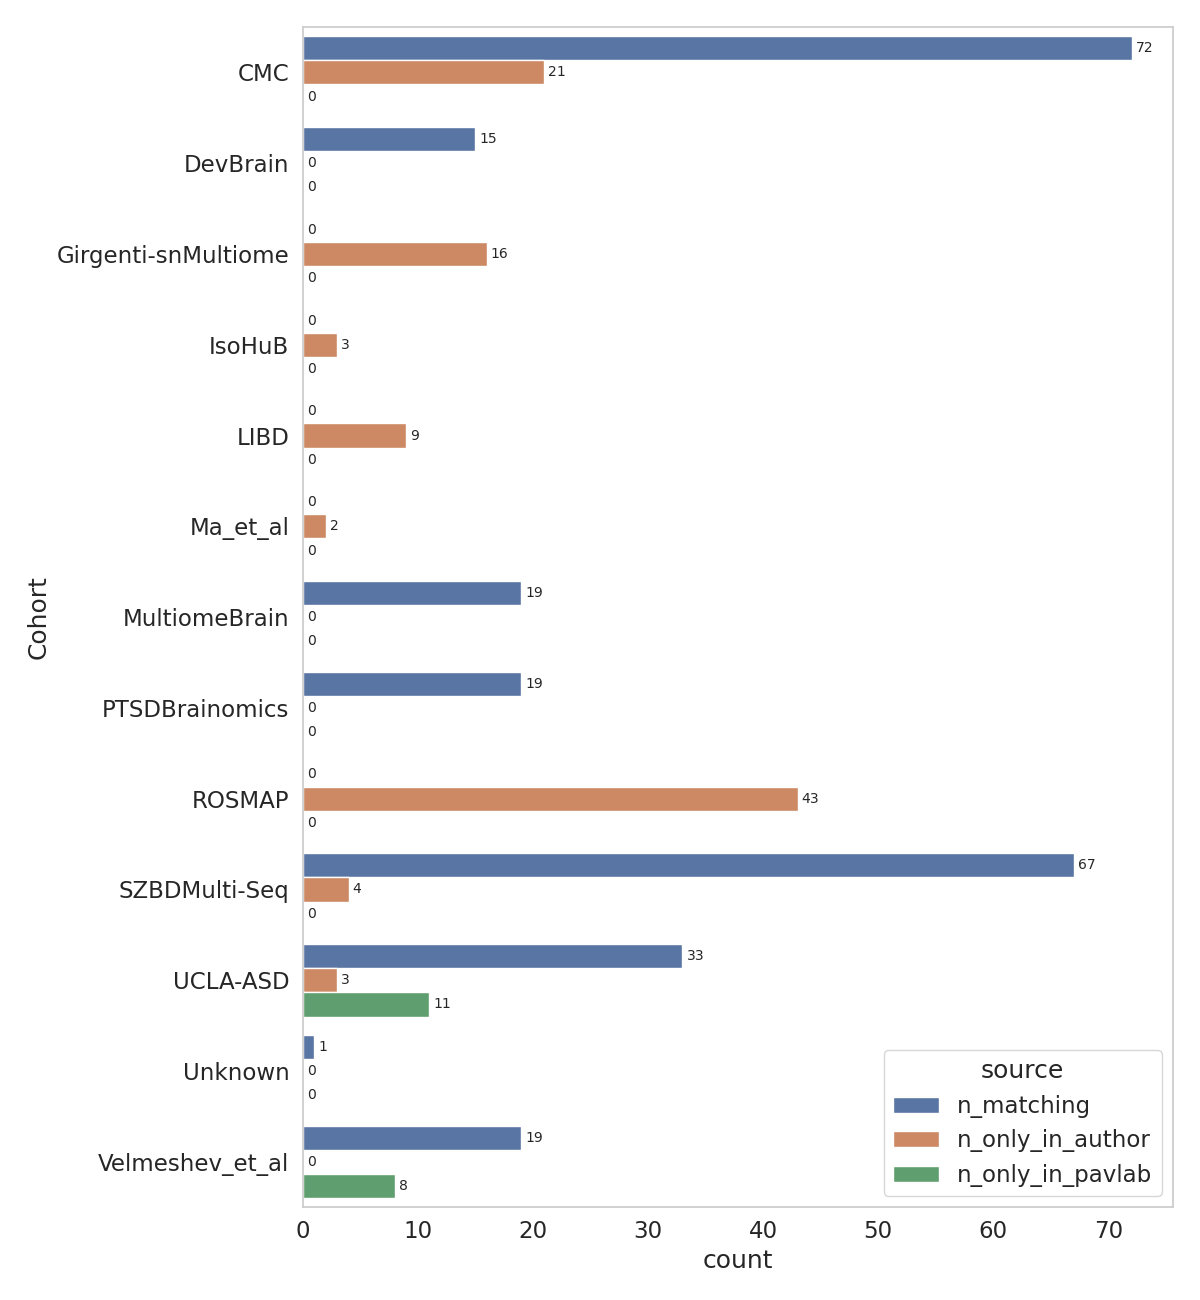 CMC
72
21
0
DevBrain
15
0
0
Girgenti-snMultiome
0
16
0
IsoHuB
0
3
0
LIBD
0
9
0
Ma_et_al
0
2
0
MultiomeBrain
19
0
0
PTSDBrainomics
19
0
0
ROSMAP
0
43
0
SZBDMulti-Seq
67
4
0
UCLA-ASD
33
3
11
Unknown
1
0
0
Velmeshev_et_al
19
0
8
Cohort
0 10 20 30 40 50 60 70
count
source
n_matching
n_only_in_author
n_only_in_pavlab